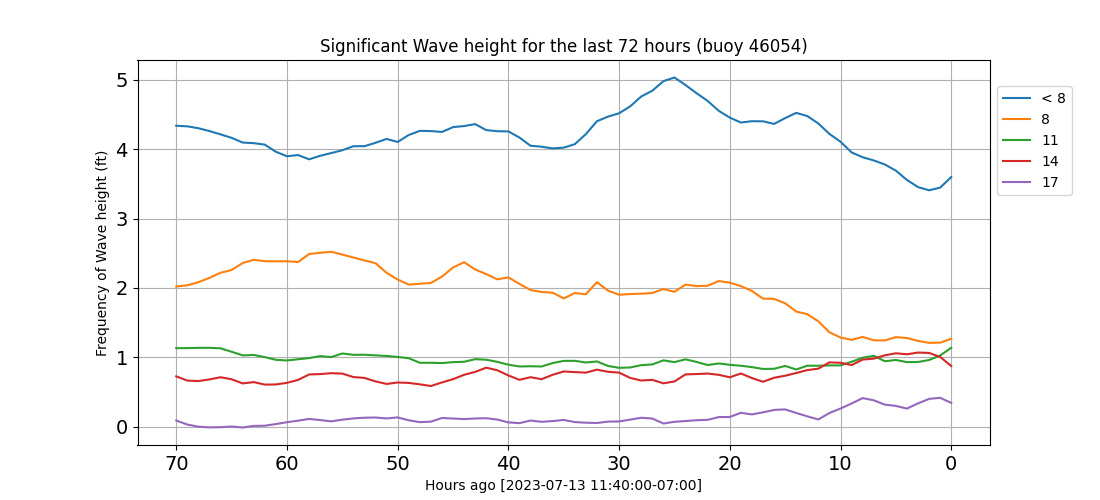 Significant Wave height for the last 72 hours (buoy 46054)
5
4
3
2
1
0
Frequency of Wave height (ft)
70 60 50 40 30 20 10 0
Hours ago [2023-07-13 11:40:00-07:00]
< 8
8
11
14
17